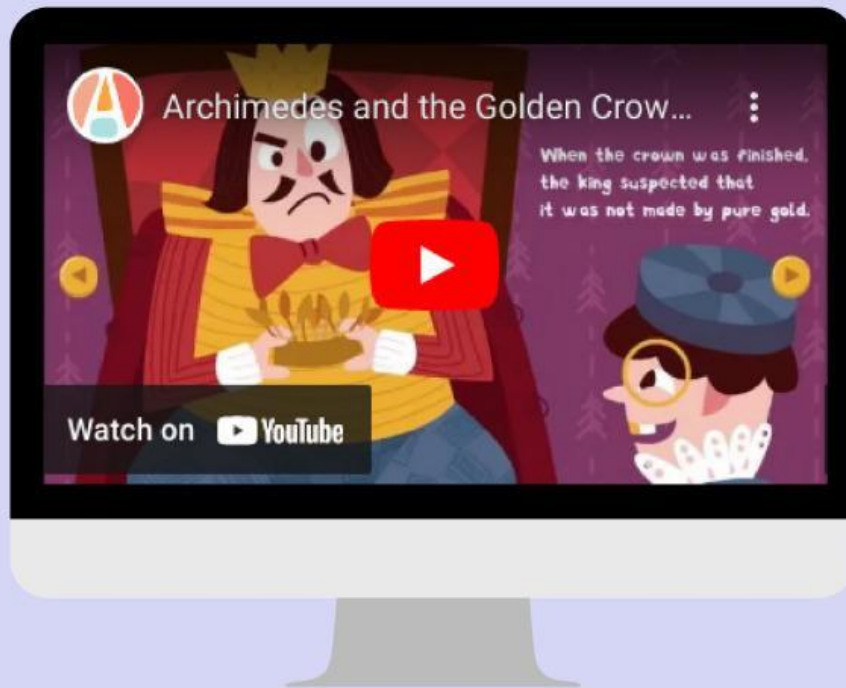 Archimedes and the Golden Crow...
When the crown was finished,
the king suspected that
it was not made by pure gold.
Watch on YouTube